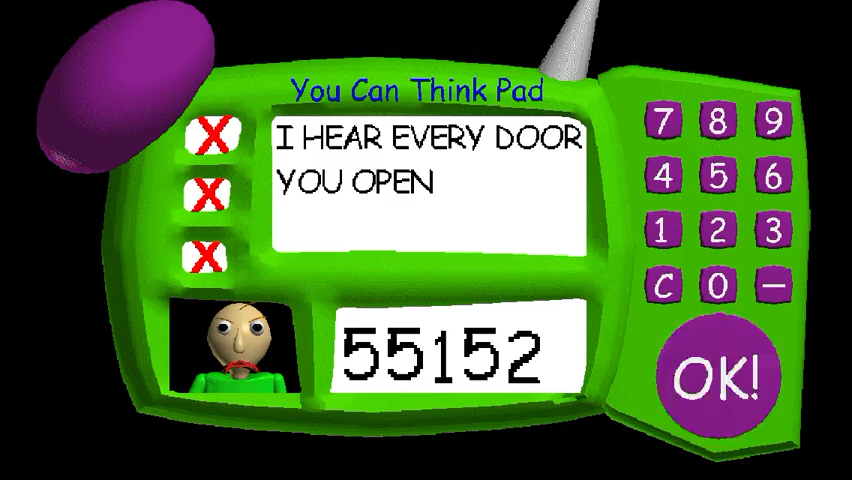 You Can Think Pad
X
I HEAR EVERY DOOR
YOU OPEN
X
X
55152
7 8 9
4 5 6
1 2 3
C 0 −
OK!